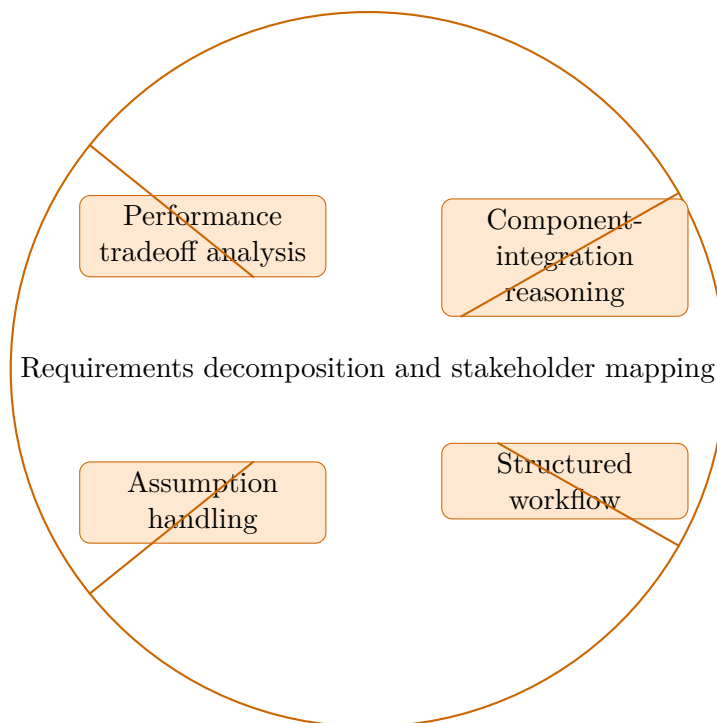 Performance
tradeoff analysis
Component-
integration
reasoning
Requirements decomposition and stakeholder mapping
Assumption
handling
Structured
workflow